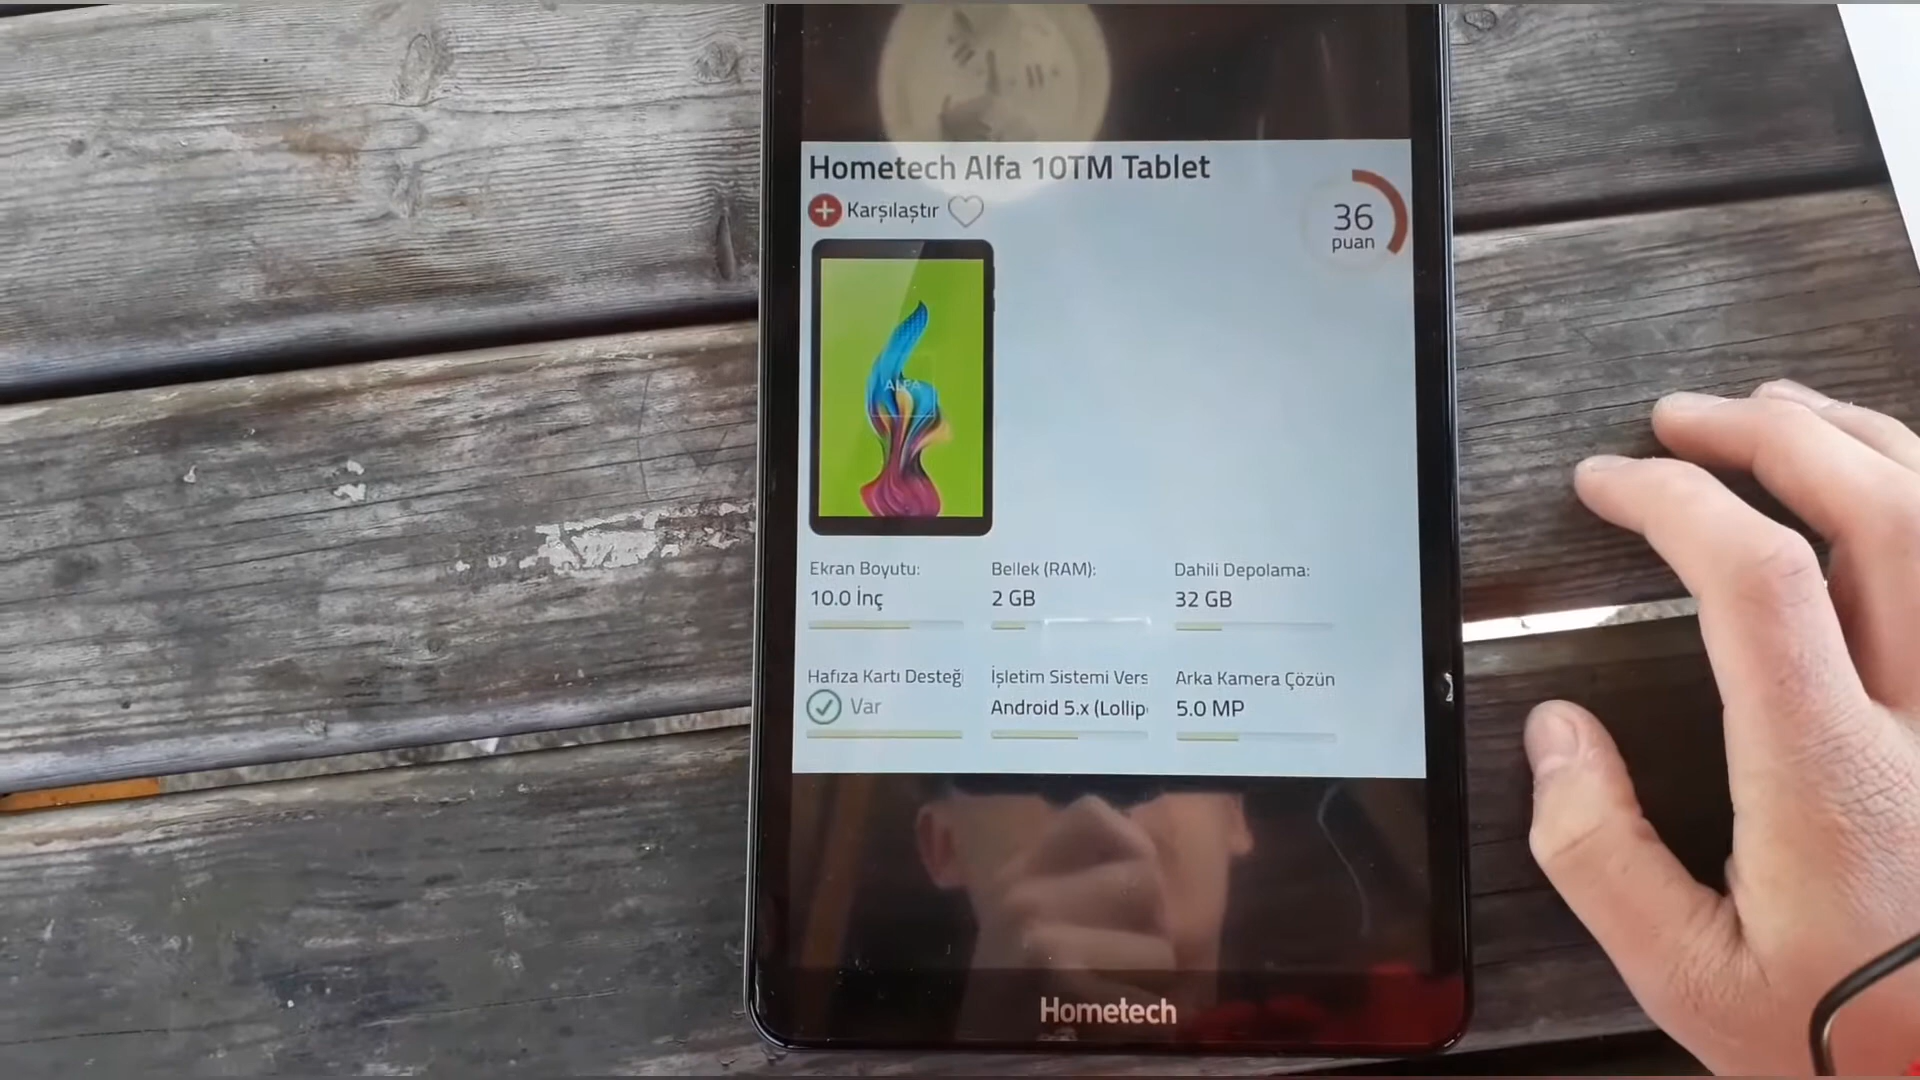 Hometech Alfa 10TM Tablet
Karşılaştır
36
puan
ALFA
Ekran Boyutu:
10.0 İnç
Bellek (RAM):
2 GB
Dahili Depolama:
32 GB
Hafıza Kartı Desteği
Var
İşletim Sistemi Vers
Android 5.x (Lollip
Arka Kamera Çözün
5.0 MP
Hometech